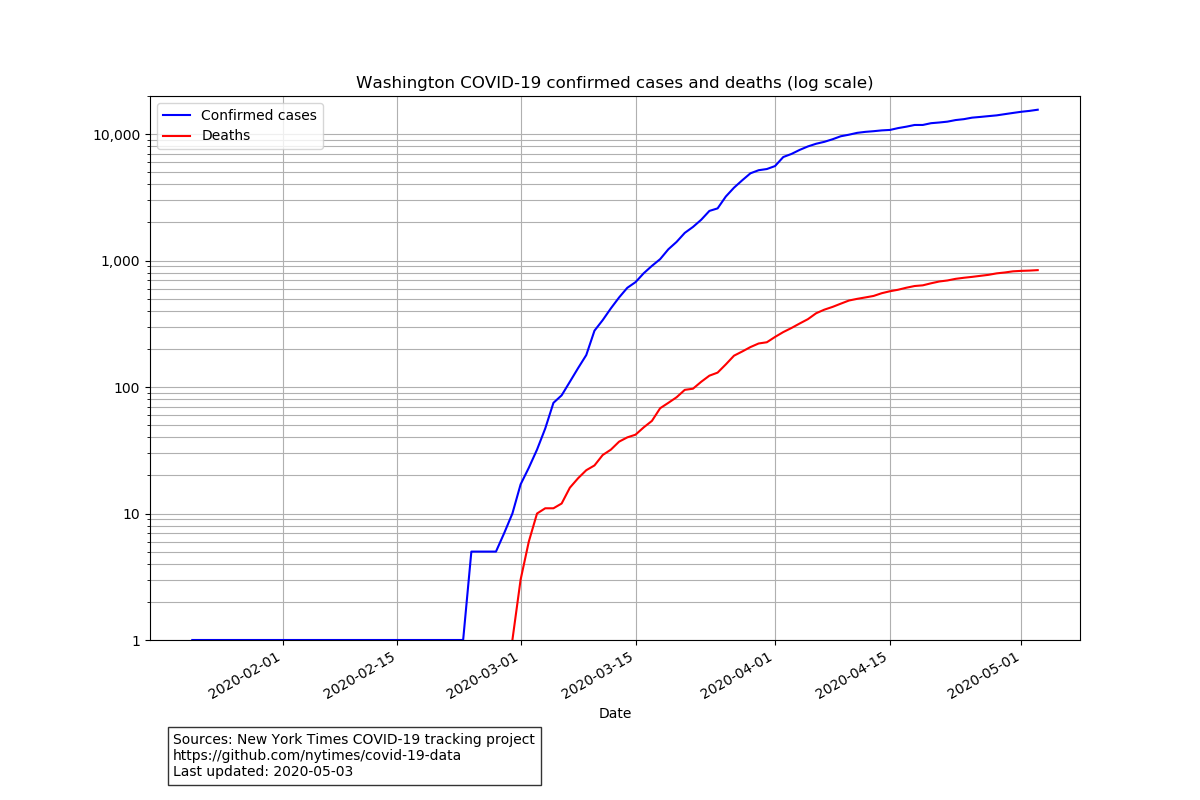 Washington COVID-19 confirmed cases and deaths (log scale)
Confirmed cases
Deaths
10,000
1,000
100
10
1
2020-02-01
2020-02-15
2020-03-01
2020-03-15
2020-04-01
2020-04-15
2020-05-01
Date
Sources: New York Times COVID-19 tracking project
https://github.com/nytimes/covid-19-data
Last updated: 2020-05-03